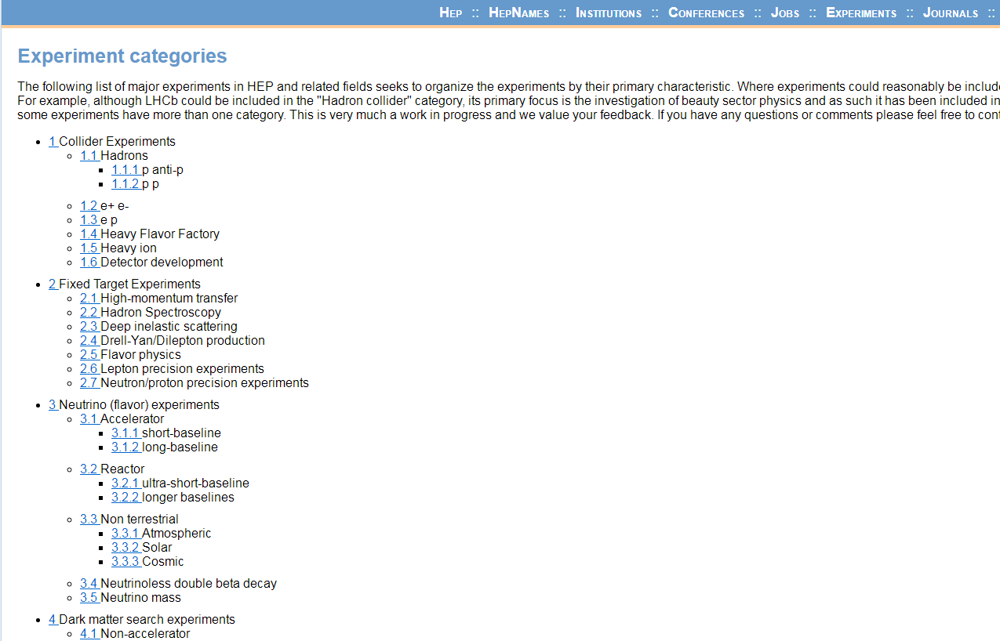 Hep :: HepNames :: Institutions :: Conferences :: Jobs :: Experiments :: Journals ::
Experiment categories
The following list of major experiments in HEP and related fields seeks to organize the experiments by their primary characteristic. Where experiments could reasonably be
For example, although LHCb could be included in the "Hadron collider" category, its primary focus is the investigation of beauty sector physics and as such it has been included in
some experiments have more than one category. This is very much a work in progress and we value your feedback. If you have any questions or comments please feel free to
1 Collider Experiments
1.1 Hadrons
1.1.1 p anti-p
1.1.2 p p
1.2 e+ e-
1.3 e p
1.4 Heavy Flavor Factory
1.5 Heavy ion
1.6 Detector development
2 Fixed Target Experiments
2.1 High-momentum transfer
2.2 Hadron Spectroscopy
2.3 Deep inelastic scattering
2.4 Drell-Yan/Dilepton production
2.5 Flavor physics
2.6 Lepton precision experiments
2.7 Neutron/proton precision experiments
3 Neutrino (flavor) experiments
3.1 Accelerator
3.1.1 short-baseline
3.1.2 long-baseline
3.2 Reactor
3.2.1 ultra-short-baseline
3.2.2 longer baselines
3.3 Non terrestrial
3.3.1 Atmospheric
3.3.2 Solar
3.3.3 Cosmic
3.4 Neutrinoless double beta decay
3.5 Neutrino mass
4 Dark matter search experiments
4.1 Non-accelerator